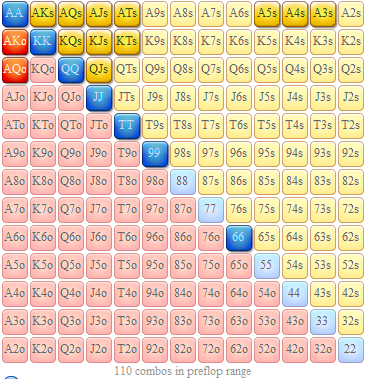 AA AKs AQs AJs ATs A9s A8s A7s A6s A5s A4s A3s A2s
AKo KK KQs KJs KTs K9s K8s K7s K6s K5s K4s K3s K2s
AQo KQo QQ QJs QTs Q9s Q8s Q7s Q6s Q5s Q4s Q3s Q2s
AJo KJo QJo JJ JTs J9s J8s J7s J6s J5s J4s J3s J2s
ATo KTo QTo JTo TT T9s T8s T7s T6s T5s T4s T3s T2s
A9o K9o Q9o J9o T9o 99 98s 97s 96s 95s 94s 93s 92s
A8o K8o Q8o J8o T8o 98o 88 87s 86s 85s 84s 83s 82s
A7o K7o Q7o J7o T7o 97o 87o 77 76s 75s 74s 73s 72s
A6o K6o Q6o J6o T6o 96o 86o 76o 66 65s 64s 63s 62s
A5o K5o Q5o J5o T5o 95o 85o 75o 65o 55 54s 53s 52s
A4o K4o Q4o J4o T4o 94o 84o 74o 64o 54o 44 43s 42s
A3o K3o Q3o J3o T3o 93o 83o 73o 63o 53o 43o 33 32s
A2o K2o Q2o J2o T2o 92o 82o 72o 62o 52o 42o 32o 22
110 combos in preflop range